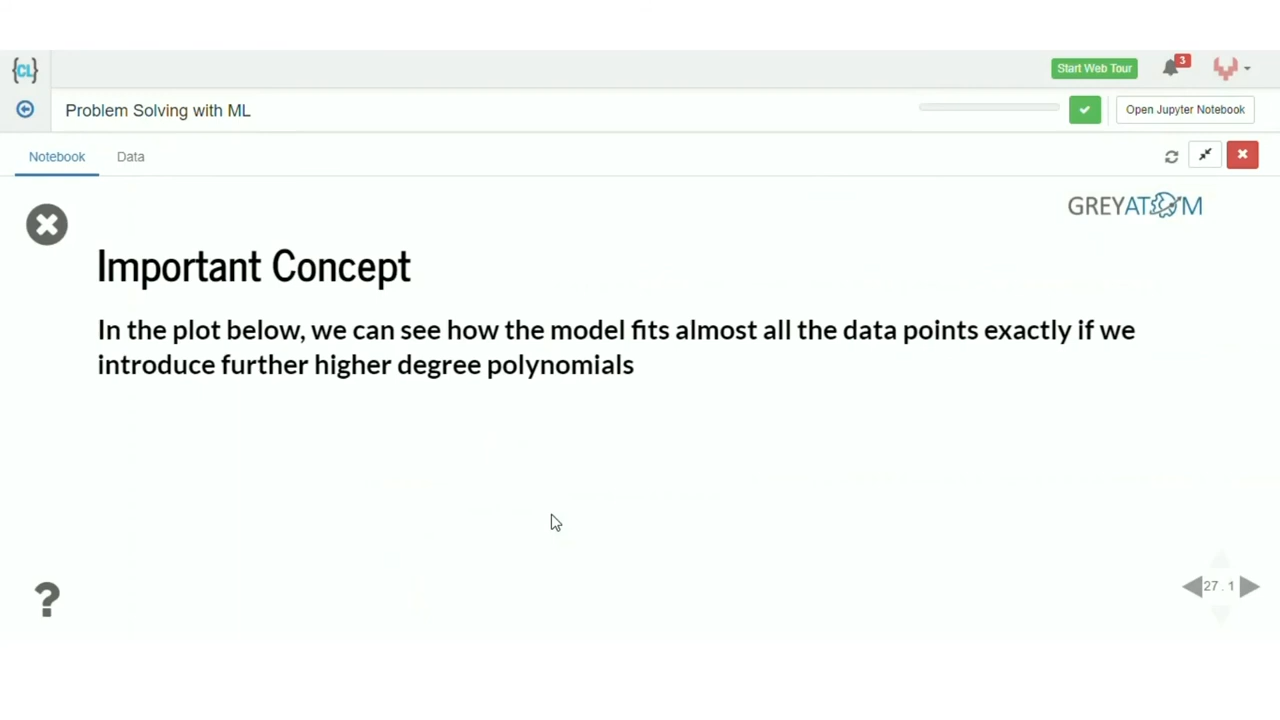 {CL}
Start Web Tour
3
Problem Solving with ML
Open Jupyter Notebook
Notebook
Data
GREYATOM
Important Concept
In the plot below, we can see how the model fits almost all the data points exactly if we
introduce further higher degree polynomials
?
27 . 1